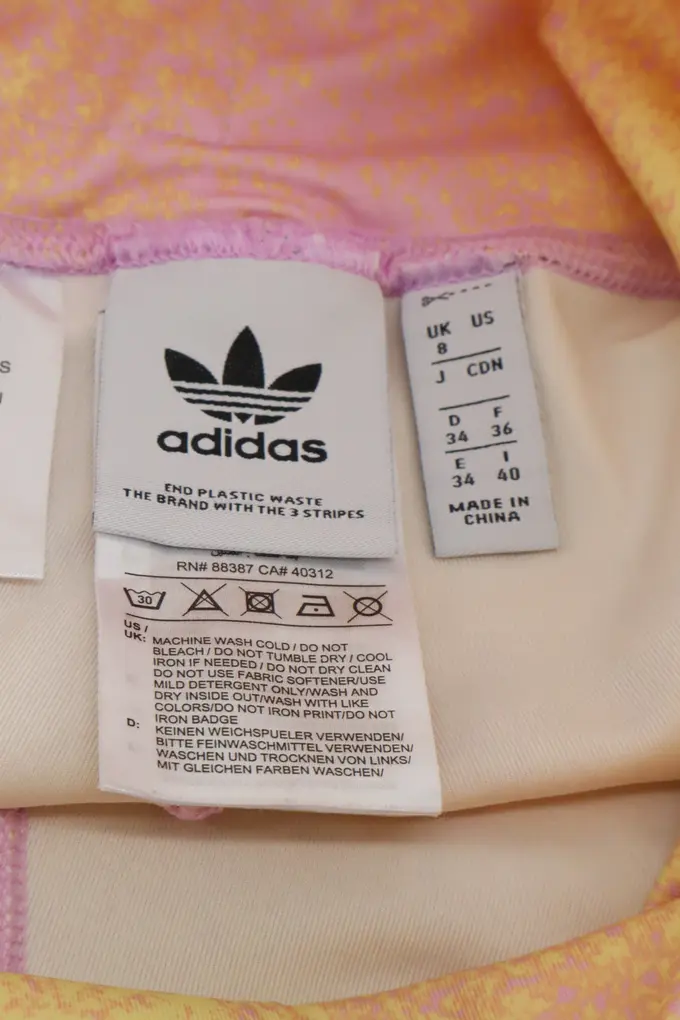 adidas
END PLASTIC WASTE
THE BRAND WITH THE 3 STRIPES
RN# 88387 CA# 40312
30
US /
UK: MACHINE WASH COLD / DO NOT
BLEACH / DO NOT TUMBLE DRY / COOL
IRON IF NEEDED / DO NOT DRY CLEAN
DO NOT USE FABRIC SOFTENER/USE
MILD DETERGENT ONLY/WASH AND
DRY INSIDE OUT/WASH WITH LIKE
COLORS/DO NOT IRON PRINT/DO NOT
IRON BADGE
D: KEINEN WEICHSPUELER VERWENDEN/
BITTE FEINWASCHMITTEL VERWENDEN/
WASCHEN UND TROCKNEN VON LINKS/
MIT GLEICHEN FARBEN WASCHEN/
UK US
8
J CDN
D F
34 36
E I
34 40
MADE IN
CHINA